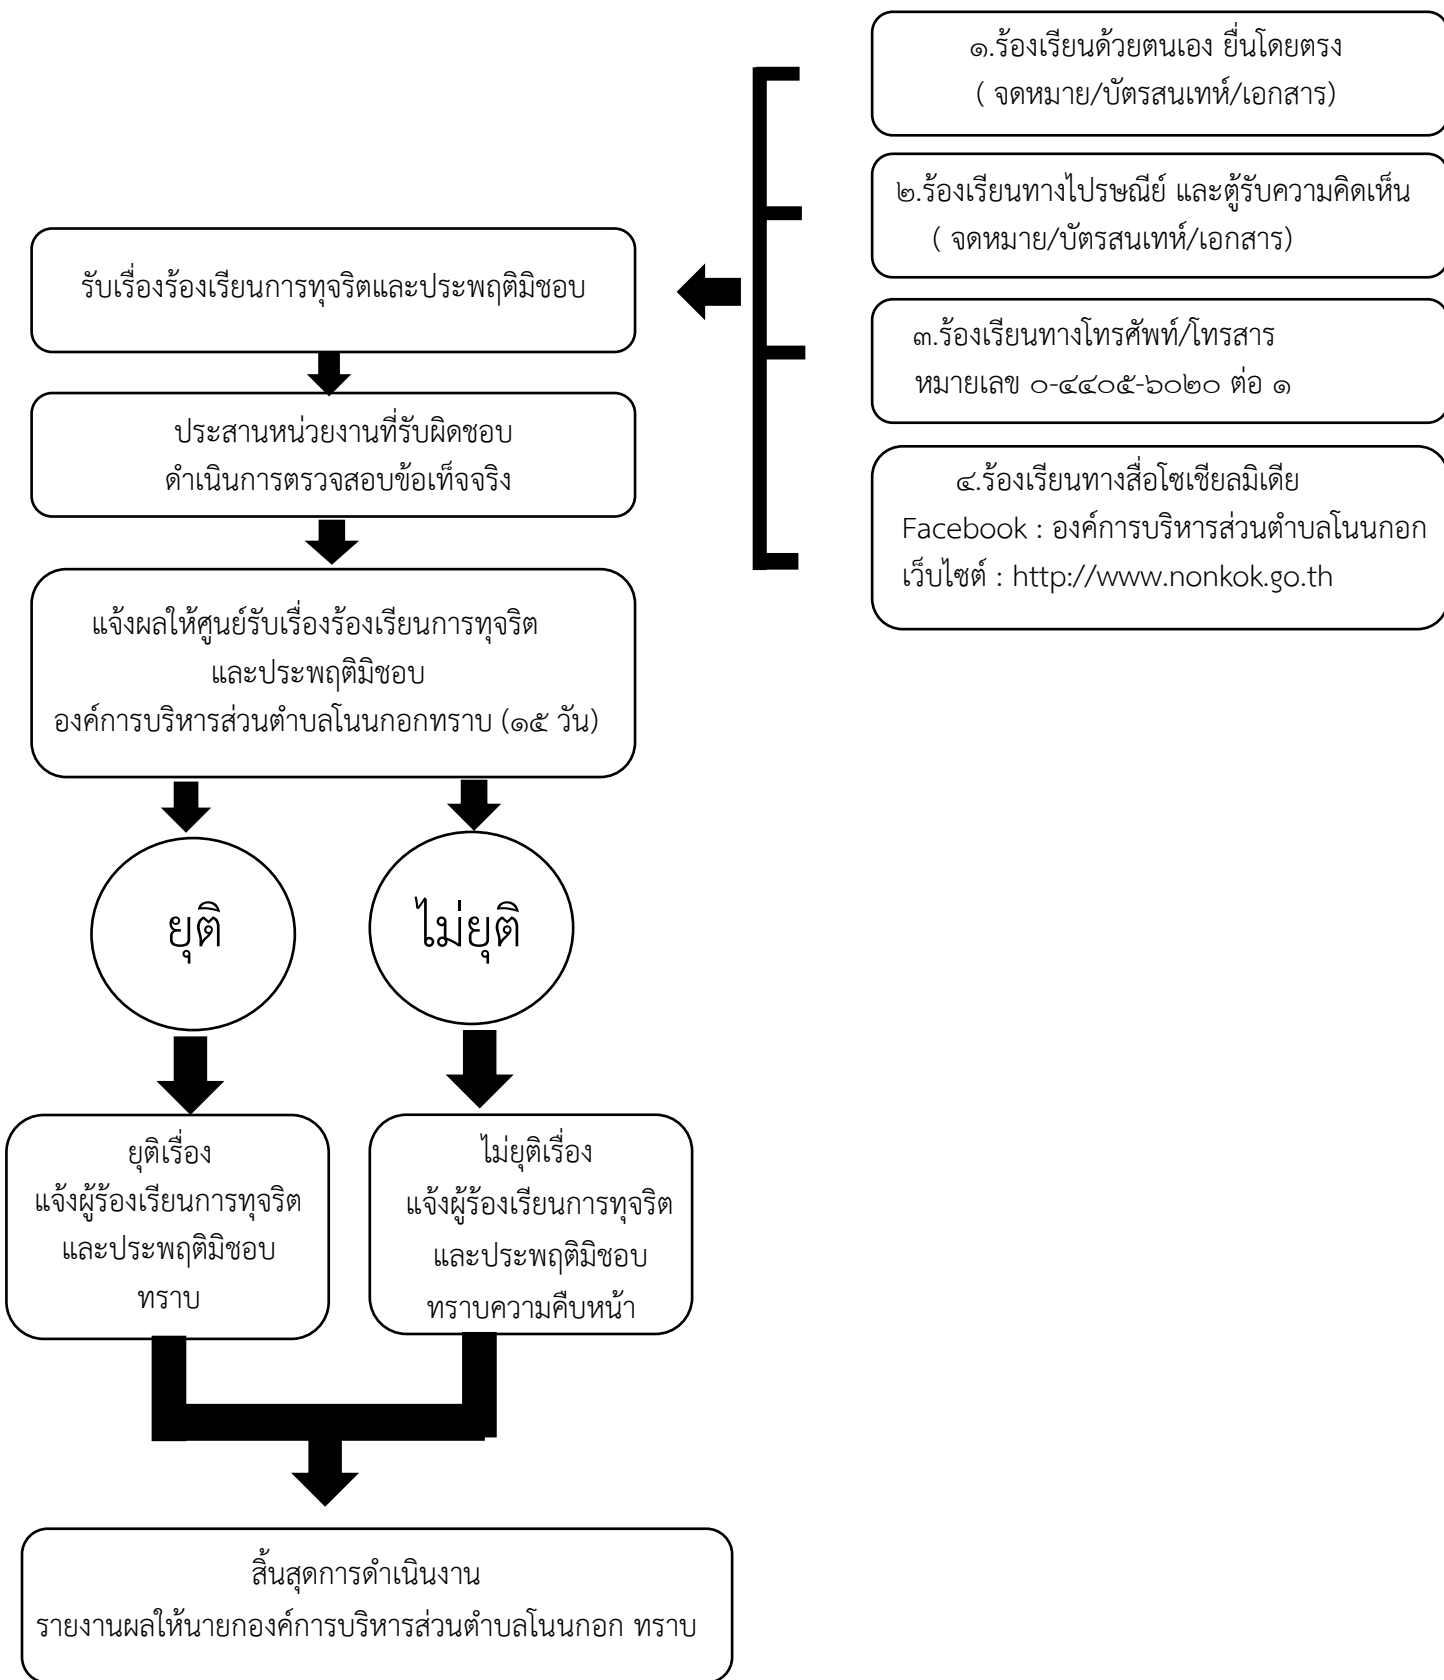 ๑.ร้องเรียนด้วยตนเอง ยื่นโดยตรง
( จดหมาย/บัตรสนเทห์/เอกสาร)
๒.ร้องเรียนทางไปรษณีย์ และตู้รับความคิดเห็น
( จดหมาย/บัตรสนเทห์/เอกสาร)
๓.ร้องเรียนทางโทรศัพท์/โทรสาร
หมายเลข ๐-๔๔๐๕-๖๐๒๐ ต่อ ๑
๔.ร้องเรียนทางสื่อโซเชียลมิเดีย
Facebook : องค์การบริหารส่วนตำบลโนนกอก
เว็บไซต์ : http://www.nonkok.go.th
รับเรื่องร้องเรียนการทุจริตและประพฤติมิชอบ
ประสานหน่วยงานที่รับผิดชอบ
ดำเนินการตรวจสอบข้อเท็จจริง
แจ้งผลให้ศูนย์รับเรื่องร้องเรียนการทุจริต
และประพฤติมิชอบ
องค์การบริหารส่วนตำบลโนนกอกทราบ (๑๕ วัน)
ยุติ
ไม่ยุติ
ยุติเรื่อง
แจ้งผู้ร้องเรียนการทุจริต
และประพฤติมิชอบ
ทราบ
ไม่ยุติเรื่อง
แจ้งผู้ร้องเรียนการทุจริต
และประพฤติมิชอบ
ทราบความคืบหน้า
สิ้นสุดการดำเนินงาน
รายงานผลให้นายกองค์การบริหารส่วนตำบลโนนกอก ทราบ